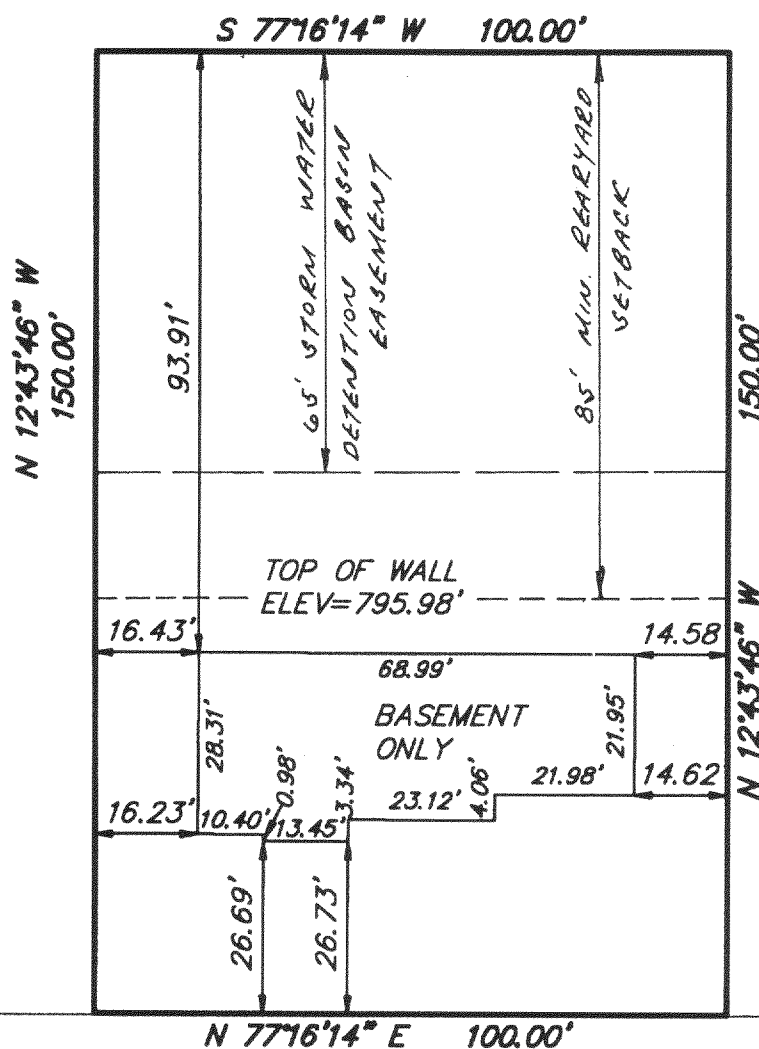 S 77°16'14" W 100.00'
65' STORM WATER
DETENTION BASIN
EASEMENT
85' MIN. REARYARD
SETBACK
N 12°43'46" W
150.00'
93.91'
150.00'
N 12°43'46" W
TOP OF WALL
ELEV=795.98'
16.43'
14.58
68.99'
BASEMENT
ONLY
28.31'
21.95'
0.98'
3.34'
23.12'
4.06'
21.98'
14.62
16.23'
10.40'
13.45'
26.69'
26.73'
N 77°16'14" E 100.00'